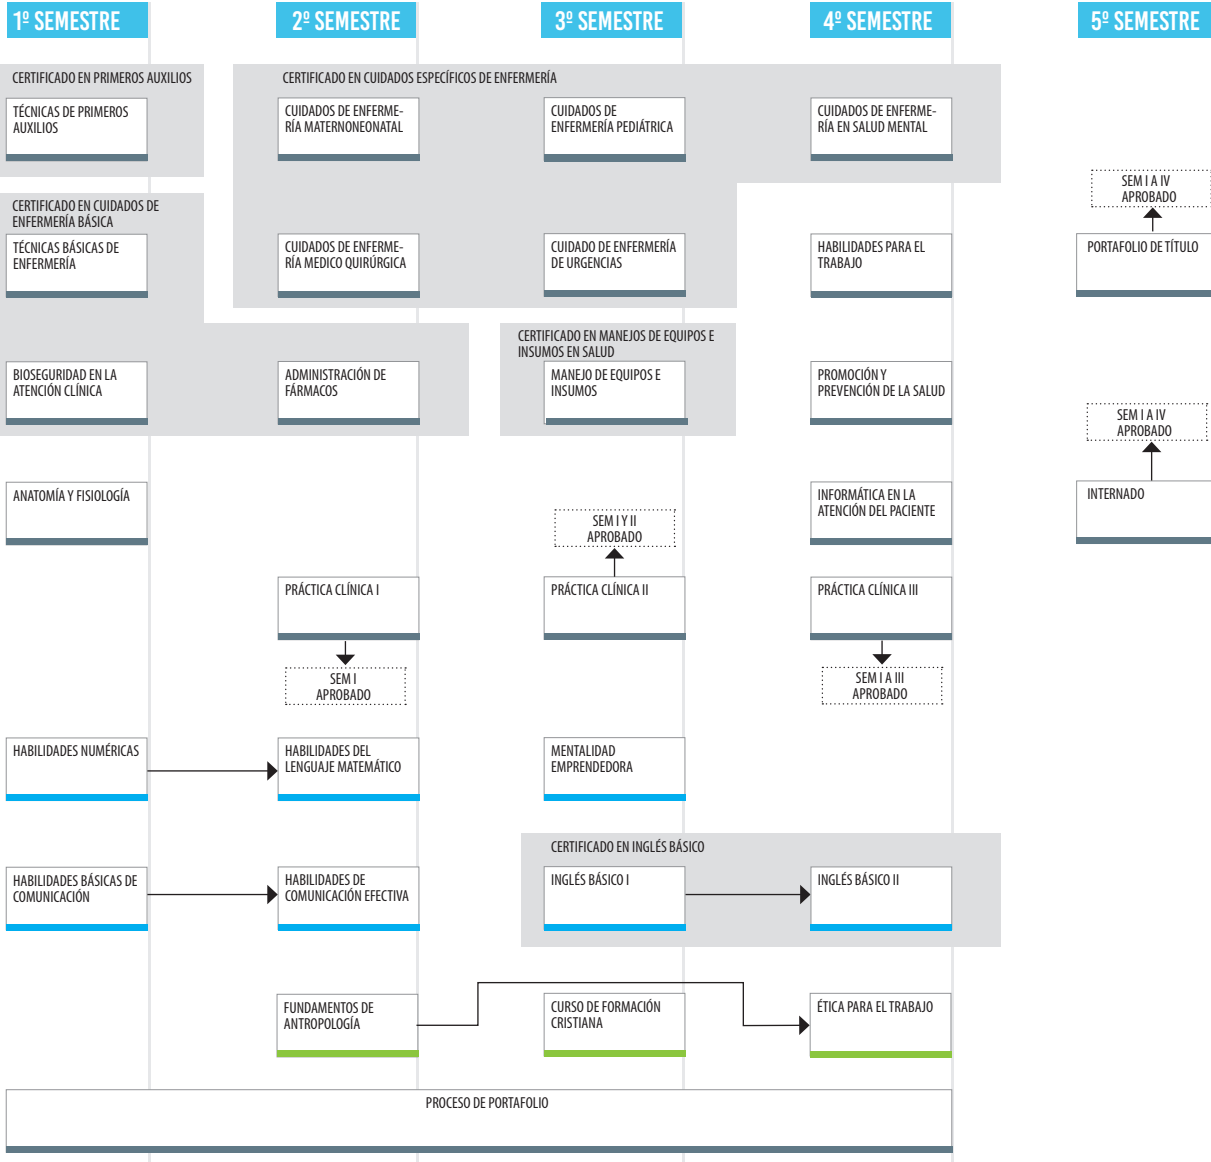 1º SEMESTRE
2º SEMESTRE
3º SEMESTRE
4º SEMESTRE
5º SEMESTRE
CERTIFICADO EN PRIMEROS AUXILIOS
CERTIFICADO EN CUIDADOS ESPECÍFICOS DE ENFERMERÍA
TÉCNICAS DE PRIMEROS
AUXILIOS
CUIDADOS DE ENFERME-
RÍA MATERNONEONATAL
CUIDADOS DE
ENFERMERÍA PEDIÁTRICA
CUIDADOS DE ENFERME-
RÍA EN SALUD MENTAL
SEM I A IV
APROBADO
CERTIFICADO EN CUIDADOS DE
ENFERMERÍA BÁSICA
TÉCNICAS BÁSICAS DE
ENFERMERÍA
CUIDADOS DE ENFERME-
RÍA MEDICO QUIRÚRGICA
CUIDADO DE ENFERMERÍA
DE URGENCIAS
HABILIDADES PARA EL
TRABAJO
PORTAFOLIO DE TÍTULO
CERTIFICADO EN MANEJOS DE EQUIPOS E
INSUMOS EN SALUD
BIOSEGURIDAD EN LA
ATENCIÓN CLÍNICA
ADMINISTRACIÓN DE
FÁRMACOS
MANEJO DE EQUIPOS E
INSUMOS
PROMOCIÓN Y
PREVENCIÓN DE LA SALUD
SEM I A IV
APROBADO
ANATOMÍA Y FISIOLOGÍA
SEM I Y II
APROBADO
INFORMÁTICA EN LA
ATENCIÓN DEL PACIENTE
INTERNADO
PRÁCTICA CLÍNICA I
PRÁCTICA CLÍNICA II
PRÁCTICA CLÍNICA III
SEM I
APROBADO
SEM I A III
APROBADO
HABILIDADES NUMÉRICAS
HABILIDADES DEL
LENGUAJE MATEMÁTICO
MENTALIDAD
EMPRENDEDORA
CERTIFICADO EN INGLÉS BÁSICO
HABILIDADES BÁSICAS DE
COMUNICACIÓN
HABILIDADES DE
COMUNICACIÓN EFECTIVA
INGLÉS BÁSICO I
INGLÉS BÁSICO II
FUNDAMENTOS DE
ANTROPOLOGÍA
CURSO DE FORMACIÓN
CRISTIANA
ÉTICA PARA EL TRABAJO
PROCESO DE PORTAFOLIO